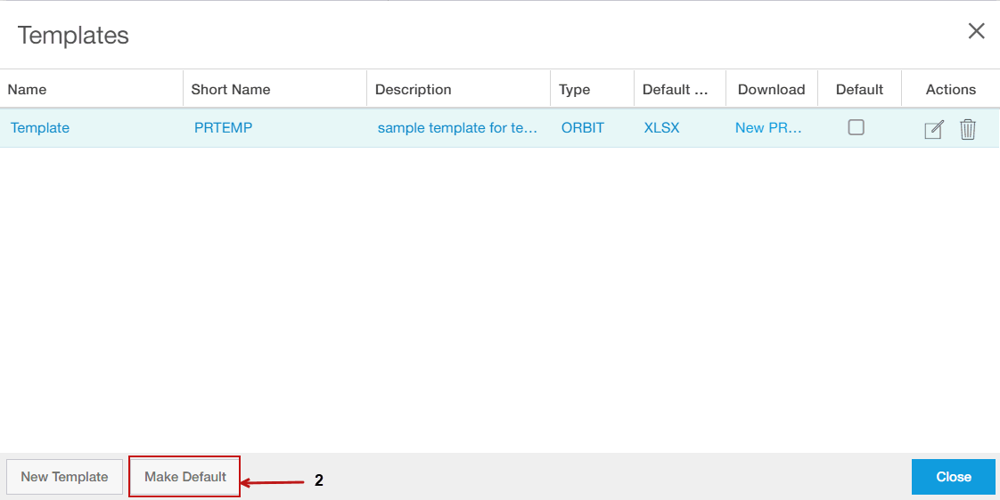 Templates
Name Short Name Description Type Default ... Download Default Actions
Template PRTEMP sample template for te... ORBIT XLSX New PR...
New Template Make Default 2 Close